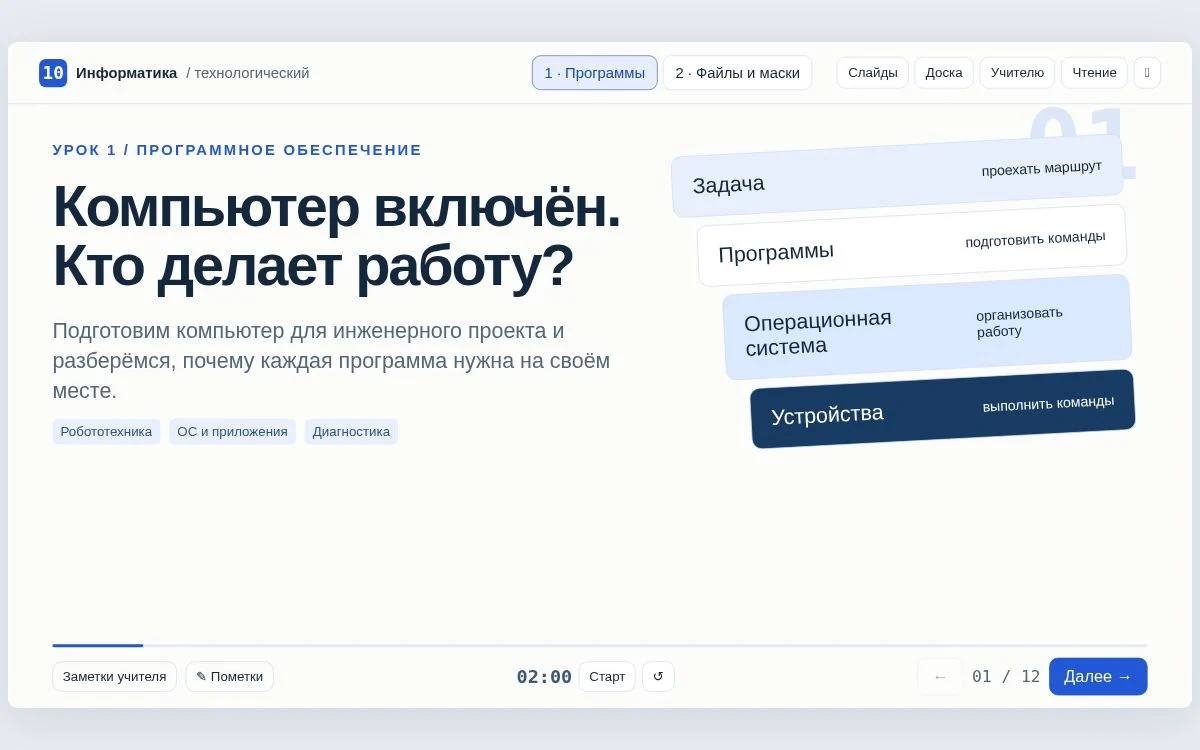 10 Информатика / технологический
1 · Программы
2 · Файлы и маски
Слайды
Доска
Учителю
Чтение
УРОК 1 / ПРОГРАММНОЕ ОБЕСПЕЧЕНИЕ
Компьютер включён.
Кто делает работу?
Подготовим компьютер для инженерного проекта и
разберёмся, почему каждая программа нужна на своём
месте.
Робототехника
ОС и приложения
Диагностика
01
Задача
проехать маршрут
Программы
подготовить команды
Операционная
система
организовать
работу
Устройства
выполнить команды
Заметки учителя
✎ Пометки
02:00
Старт
↺
←
01 / 12
Далее →